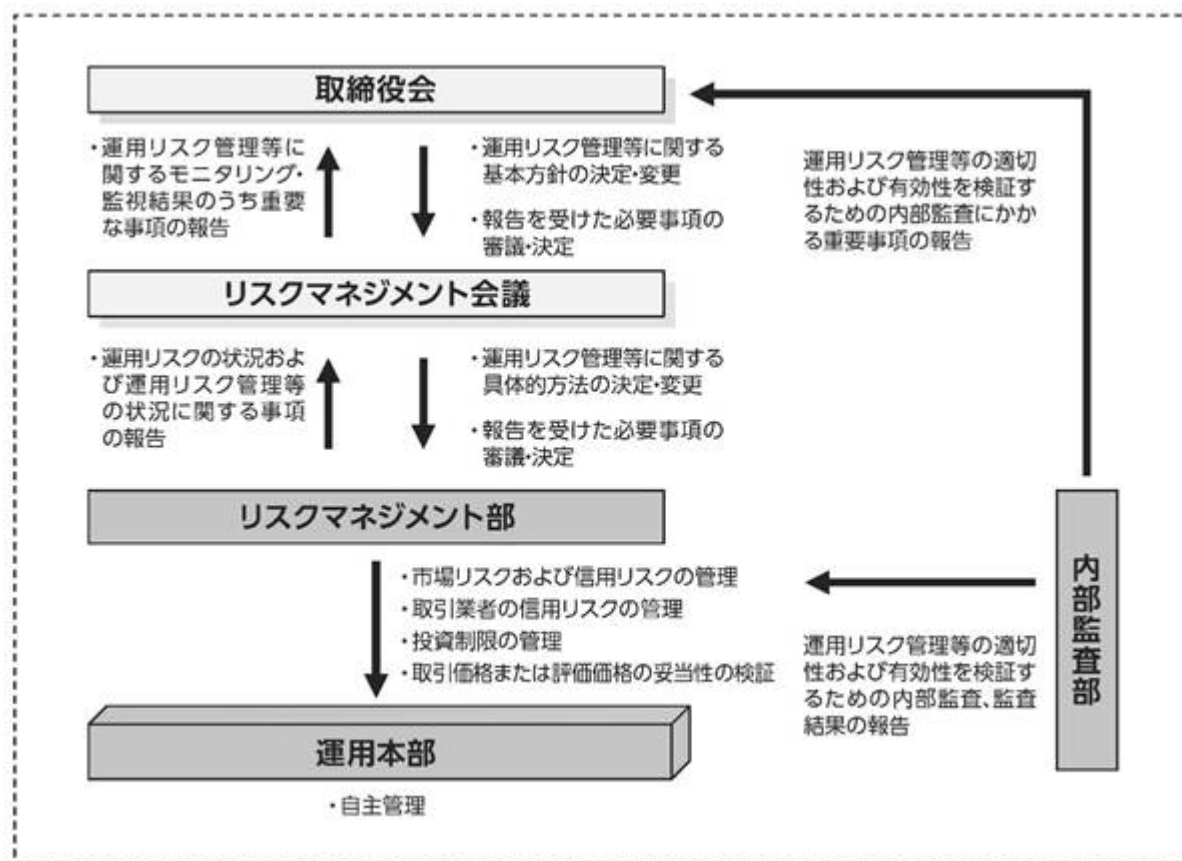 取締役会
・運用リスク管理等に
関するモニタリング・
監視結果のうち重要
な事項の報告
・運用リスク管理等に関する
基本方針の決定・変更
・報告を受けた必要事項の
審議・決定
運用リスク管理等の適切
性および有効性を検証す
るための内部監査にかか
る重要事項の報告
リスクマネジメント会議
・運用リスクの状況およ
び運用リスク管理等
の状況に関する事項
の報告
・運用リスク管理等に関する
具体的方法の決定・変更
・報告を受けた必要事項の
審議・決定
リスクマネジメント部
・市場リスクおよび信用リスクの管理
・取引業者の信用リスクの管理
・投資制限の管理
・取引価格または評価価格の妥当性の検証
内部監査部
運用リスク管理等の適切
性および有効性を検証す
るための内部監査、監査
結果の報告
運用本部
・自主管理